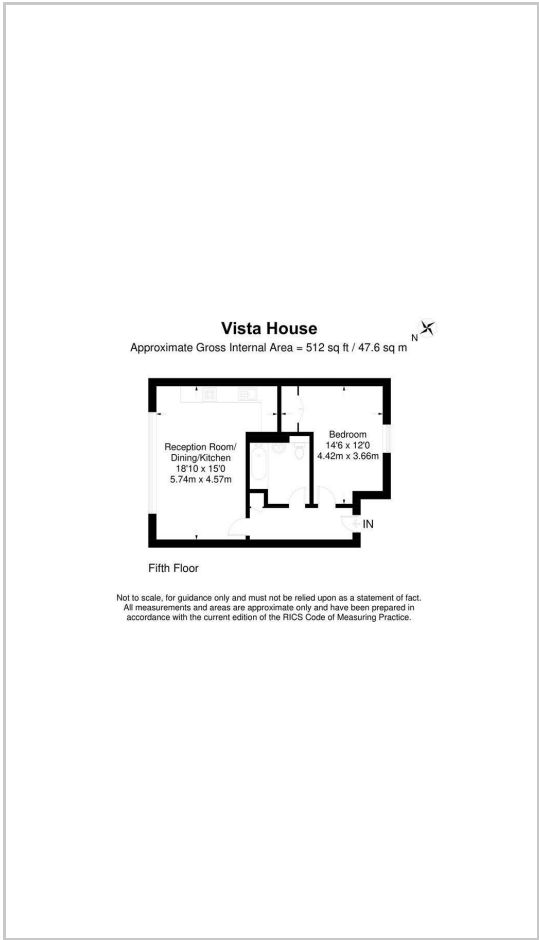 Vista House
Approximate Gross Internal Area = 512 sq ft / 47.6 sq m
N
Reception Room/
Dining/Kitchen
18'10 x 15'0
5.74m x 4.57m
Bedroom
14'6 x 12'0
4.42m x 3.66m
IN
Fifth Floor
Not to scale, for guidance only and must not be relied upon as a statement of fact.
All measurements and areas are approximate only and have been prepared in
accordance with the current edition of the RICS Code of Measuring Practice.